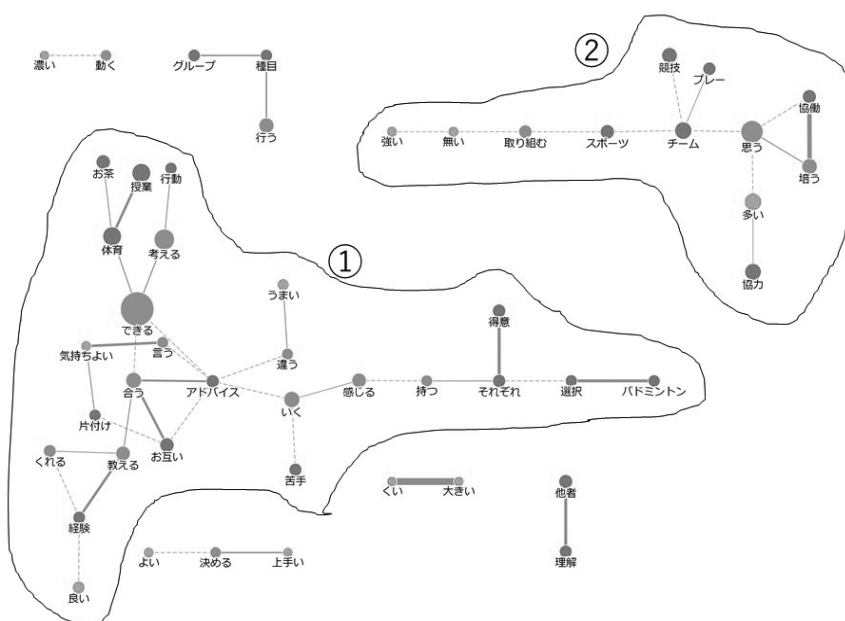 濃い
動く
グループ
種目
行う
②
競技
プレー
協働
強い
無い
取り組む
スポーツ
チーム
思う
培う
多い
協力
①
お茶
授業
行動
体育
考える
できる
うまい
得意
気持ちよい
言う
違う
合う
アドバイス
いく
感じる
持つ
それぞれ
選択
バドミントン
片付け
お互い
くれる
教える
苦手
くい
大きい
他者
経験
よい
決める
上手い
理解
良い